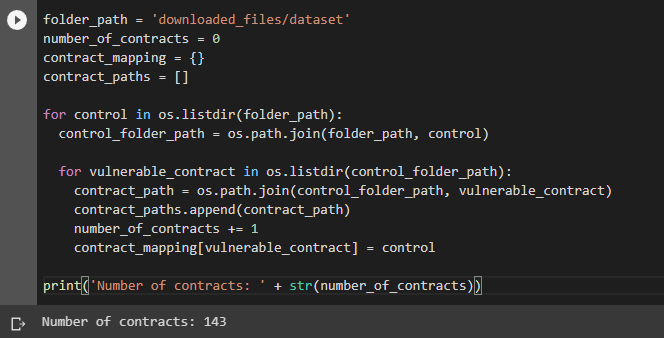 folder_path = 'downloaded_files/dataset'
number_of_contracts = 0
contract_mapping = {}
contract_paths = []

for control in os.listdir(folder_path):
  control_folder_path = os.path.join(folder_path, control)

  for vulnerable_contract in os.listdir(control_folder_path):
    contract_path = os.path.join(control_folder_path, vulnerable_contract)
    contract_paths.append(contract_path)
    number_of_contracts += 1
    contract_mapping[vulnerable_contract] = control

print('Number of contracts: ' + str(number_of_contracts))
Number of contracts: 143